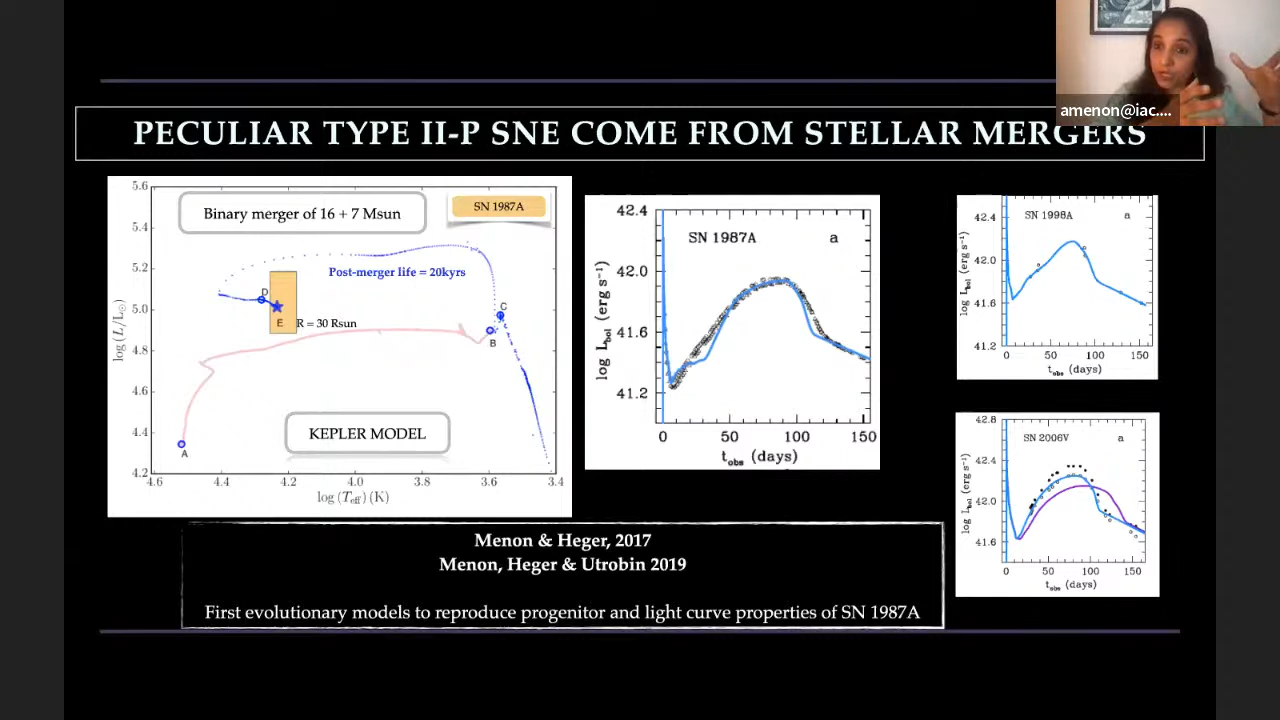 amenon@iac....
PECULIAR TYPE II-P SNE COME FROM STELLAR MERGERS
5.6
5.4
5.2
5.0
4.8
4.6
4.4
4.2
log (L/L⊙)
Binary merger of 16 + 7 Msun
SN 1987A
Post-merger life = 20kyrs
D
E
R = 30 Rsun
C
B
A
KEPLER MODEL
4.6 4.4 4.2 4.0 3.8 3.6 3.4
log (Teff) (K)
42.4
42.0
41.6
41.2
log Lbol (erg s⁻¹)
SN 1987A a
0 50 100 150
tobs (days)
42.4
42.0
41.6
41.2
log Lbol (erg s⁻¹)
SN 1998A a
0 50 100 150
tobs (days)
42.8
42.4
42.0
41.6
log Lbol (erg s⁻¹)
SN 2006V a
0 50 100 150
tobs (days)
Menon & Heger, 2017
Menon, Heger & Utrobin 2019
First evolutionary models to reproduce progenitor and light curve properties of SN 1987A